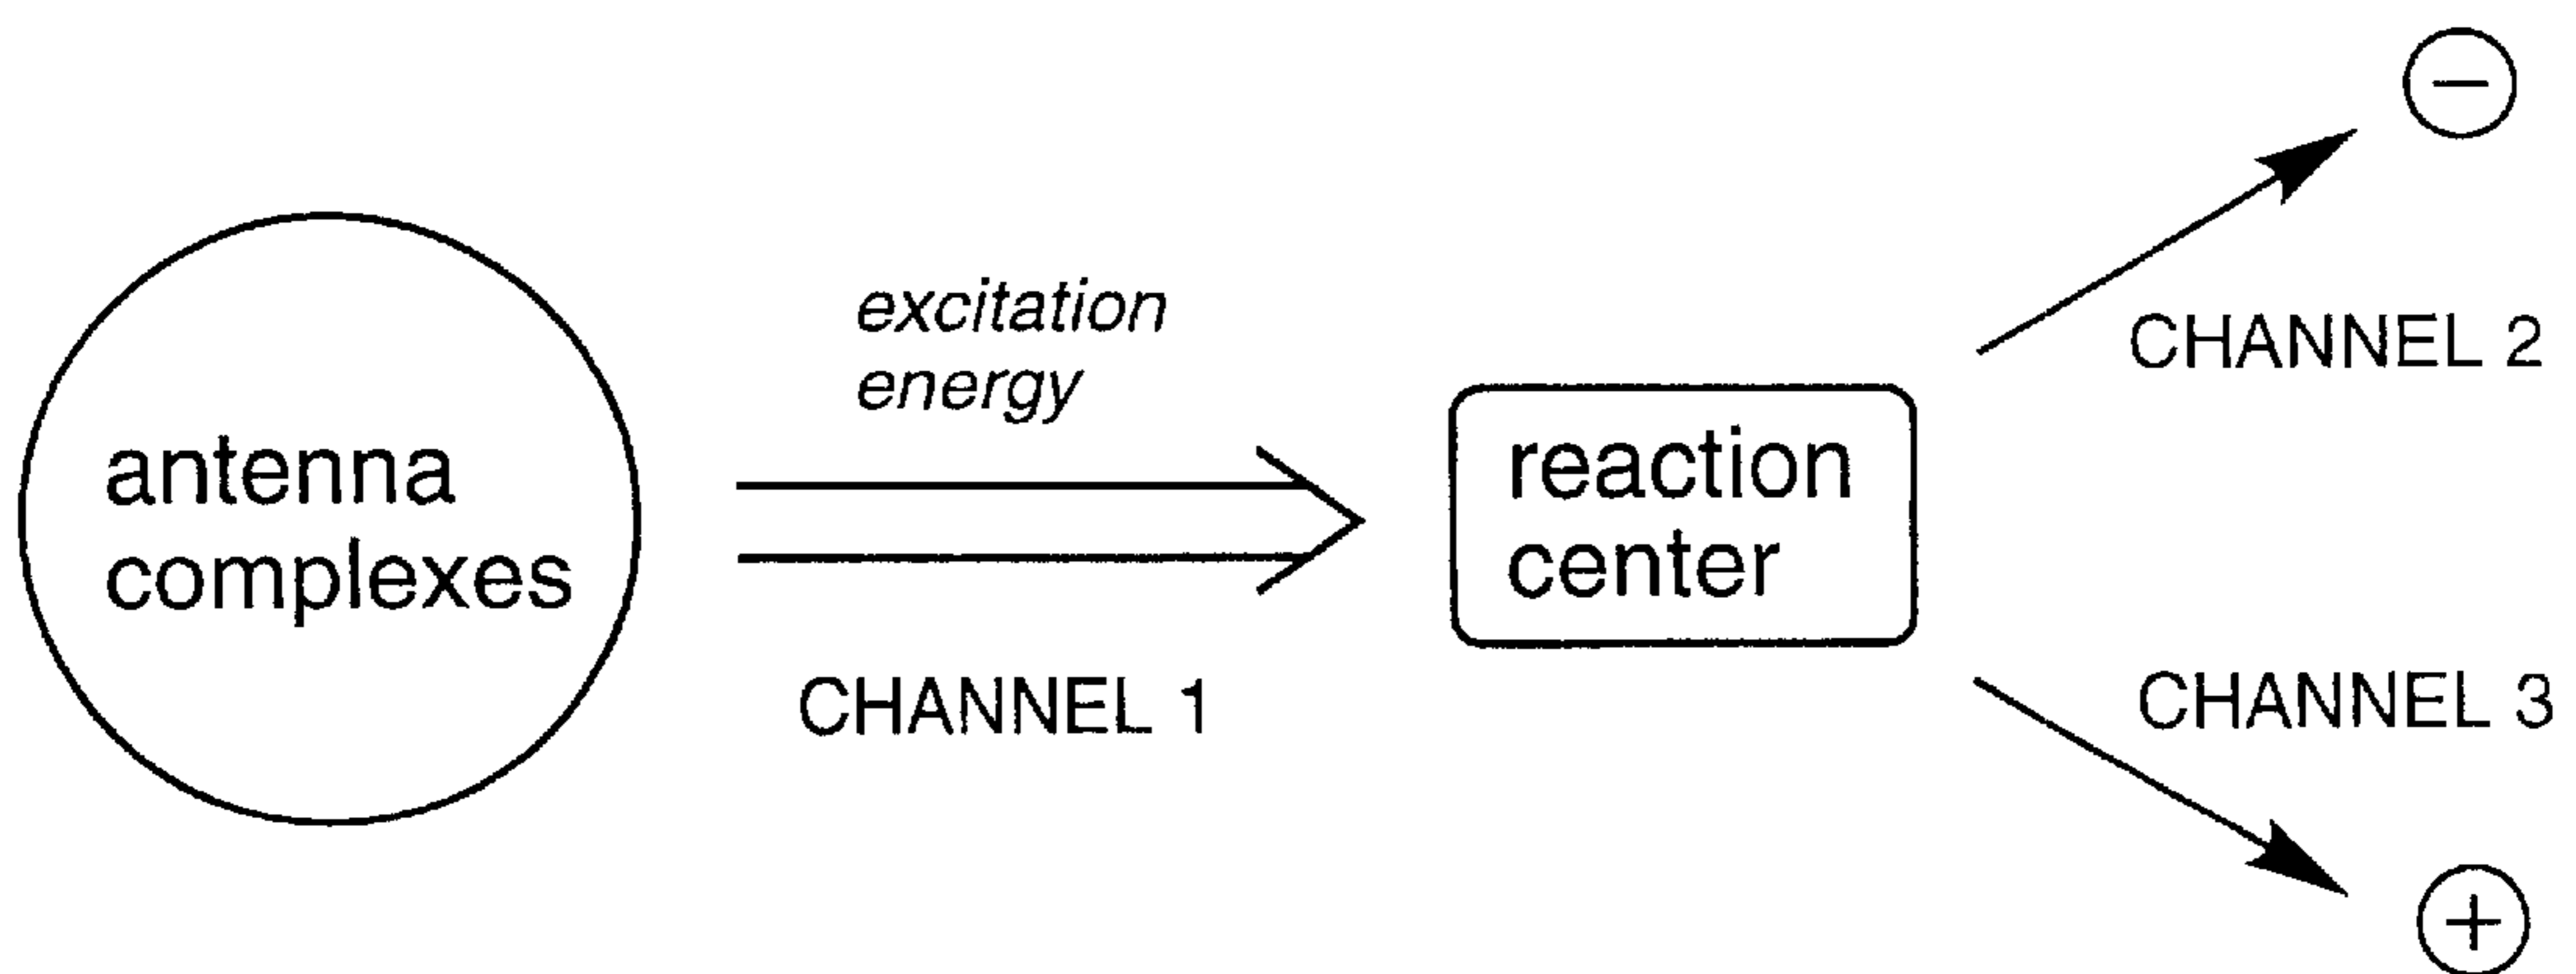 antenna
complexes
excitation
energy
CHANNEL 1
reaction
center
−
CHANNEL 2
CHANNEL 3
+